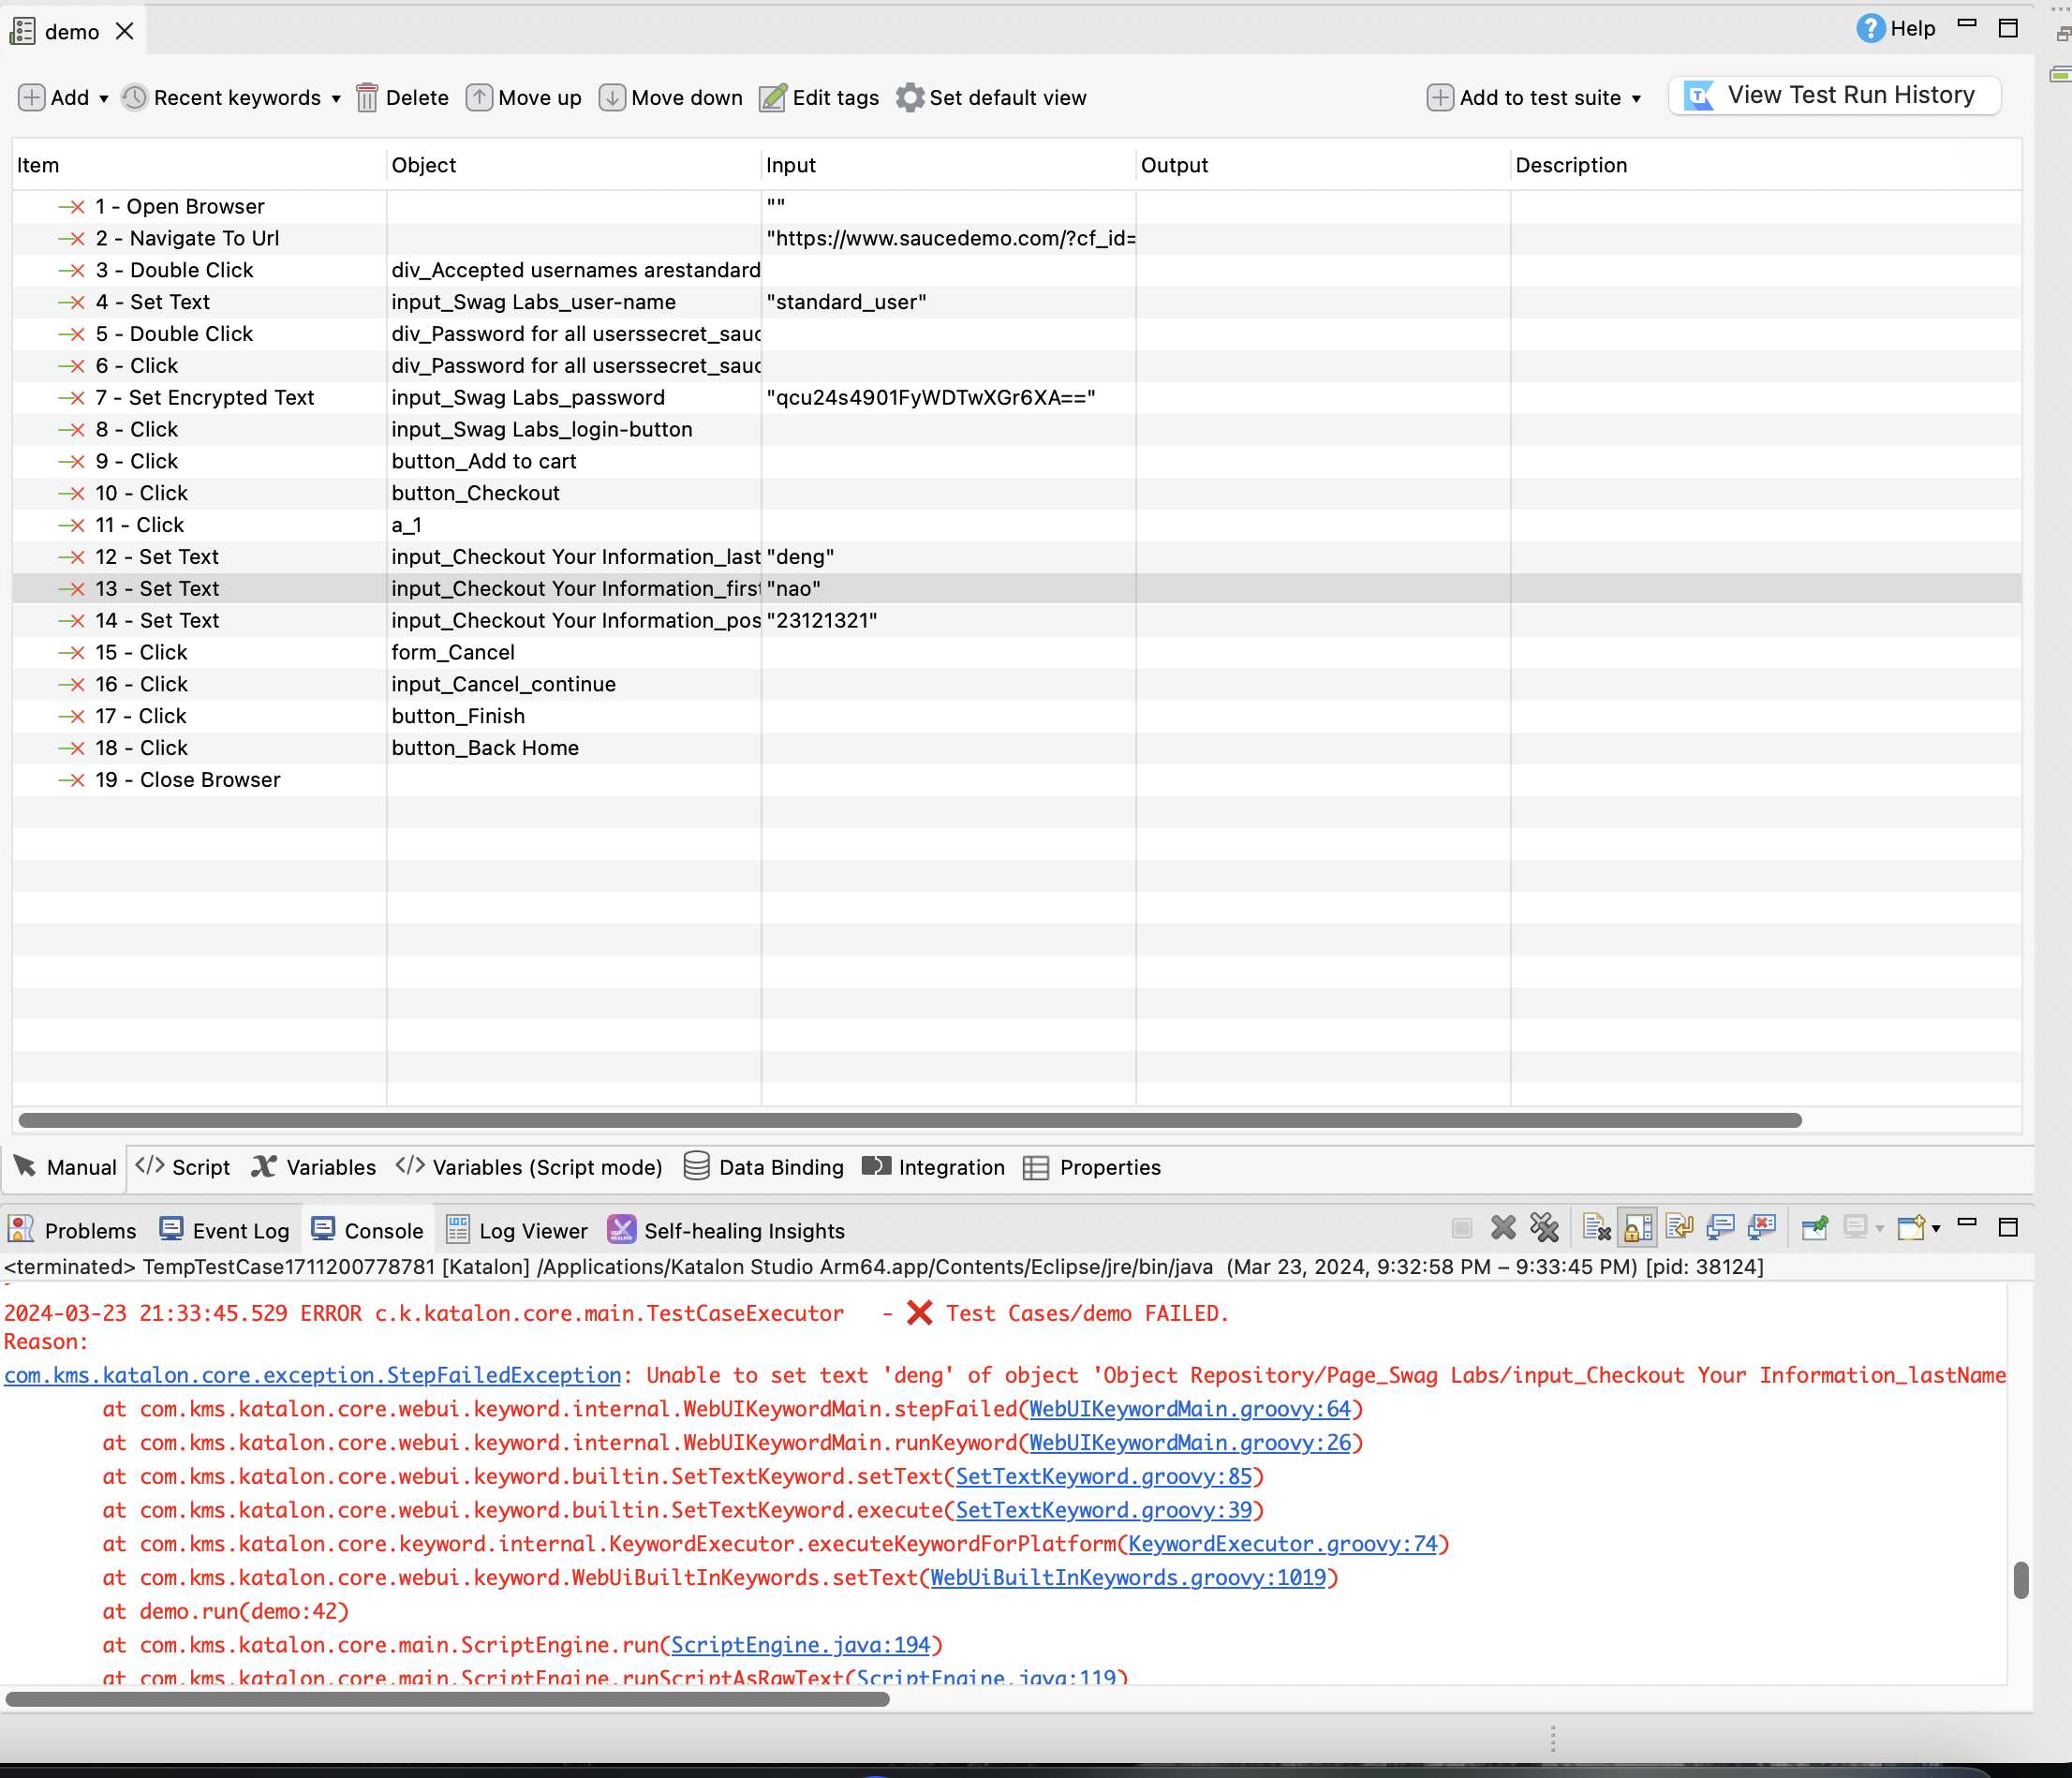 demo
Help
Add Recent keywords Delete Move up Move down Edit tags Set default view Add to test suite View Test Run History
Item Object Input Output Description
1 - Open Browser ""
2 - Navigate To Url "https://www.saucedemo.com/?cf_id=
3 - Double Click div_Accepted usernames arestandard
4 - Set Text input_Swag Labs_user-name "standard_user"
5 - Double Click div_Password for all userssecret_sauc
6 - Click div_Password for all userssecret_sauc
7 - Set Encrypted Text input_Swag Labs_password "qcu24s4901FyWDTwXGr6XA=="
8 - Click input_Swag Labs_login-button
9 - Click button_Add to cart
10 - Click button_Checkout
11 - Click a_1
12 - Set Text input_Checkout Your Information_last "deng"
13 - Set Text input_Checkout Your Information_first "nao"
14 - Set Text input_Checkout Your Information_pos "23121321"
15 - Click form_Cancel
16 - Click input_Cancel_continue
17 - Click button_Finish
18 - Click button_Back Home
19 - Close Browser
Manual Script Variables Variables (Script mode) Data Binding Integration Properties
Problems Event Log Console Log Viewer Self-healing Insights
<terminated> TempTestCase1711200778781 [Katalon] /Applications/Katalon Studio Arm64.app/Contents/Eclipse/jre/bin/java (Mar 23, 2024, 9:32:58 PM – 9:33:45 PM) [pid: 38124]
2024-03-23 21:33:45.529 ERROR c.k.katalon.core.main.TestCaseExecutor - ❌ Test Cases/demo FAILED.
Reason:
com.kms.katalon.core.exception.StepFailedException: Unable to set text 'deng' of object 'Object Repository/Page_Swag Labs/input_Checkout Your Information_lastName
at com.kms.katalon.core.webui.keyword.internal.WebUIKeywordMain.stepFailed(WebUIKeywordMain.groovy:64)
at com.kms.katalon.core.webui.keyword.internal.WebUIKeywordMain.runKeyword(WebUIKeywordMain.groovy:26)
at com.kms.katalon.core.webui.keyword.builtin.SetTextKeyword.setText(SetTextKeyword.groovy:85)
at com.kms.katalon.core.webui.keyword.builtin.SetTextKeyword.execute(SetTextKeyword.groovy:39)
at com.kms.katalon.core.keyword.internal.KeywordExecutor.executeKeywordForPlatform(KeywordExecutor.groovy:74)
at com.kms.katalon.core.webui.keyword.WebUiBuiltInKeywords.setText(WebUiBuiltInKeywords.groovy:1019)
at demo.run(demo:42)
at com.kms.katalon.core.main.ScriptEngine.run(ScriptEngine.java:194)
at com.kms.katalon.core.main.ScriptEngine.runScriptAsRawText(ScriptEngine.java:119)